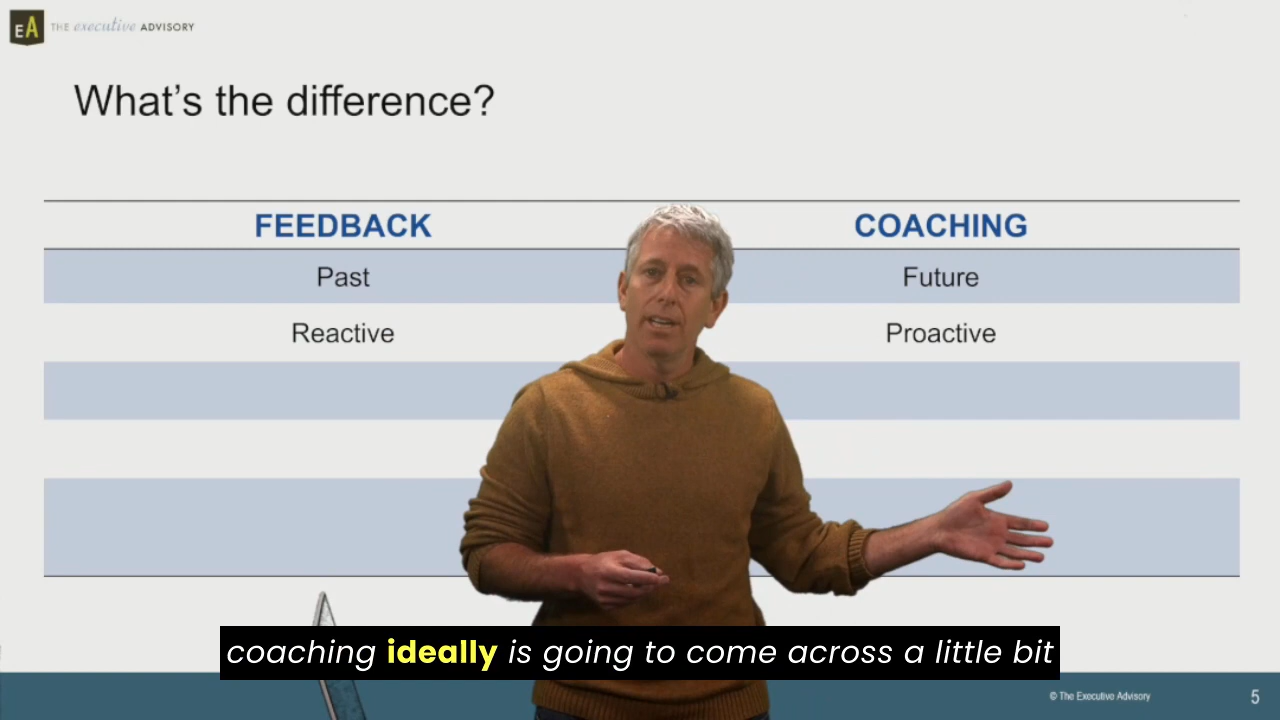 EA THE executive ADVISORY
What's the difference?
FEEDBACK COACHING
Past Future
Reactive Proactive
coaching ideally is going to come across a little bit
© The Executive Advisory 5